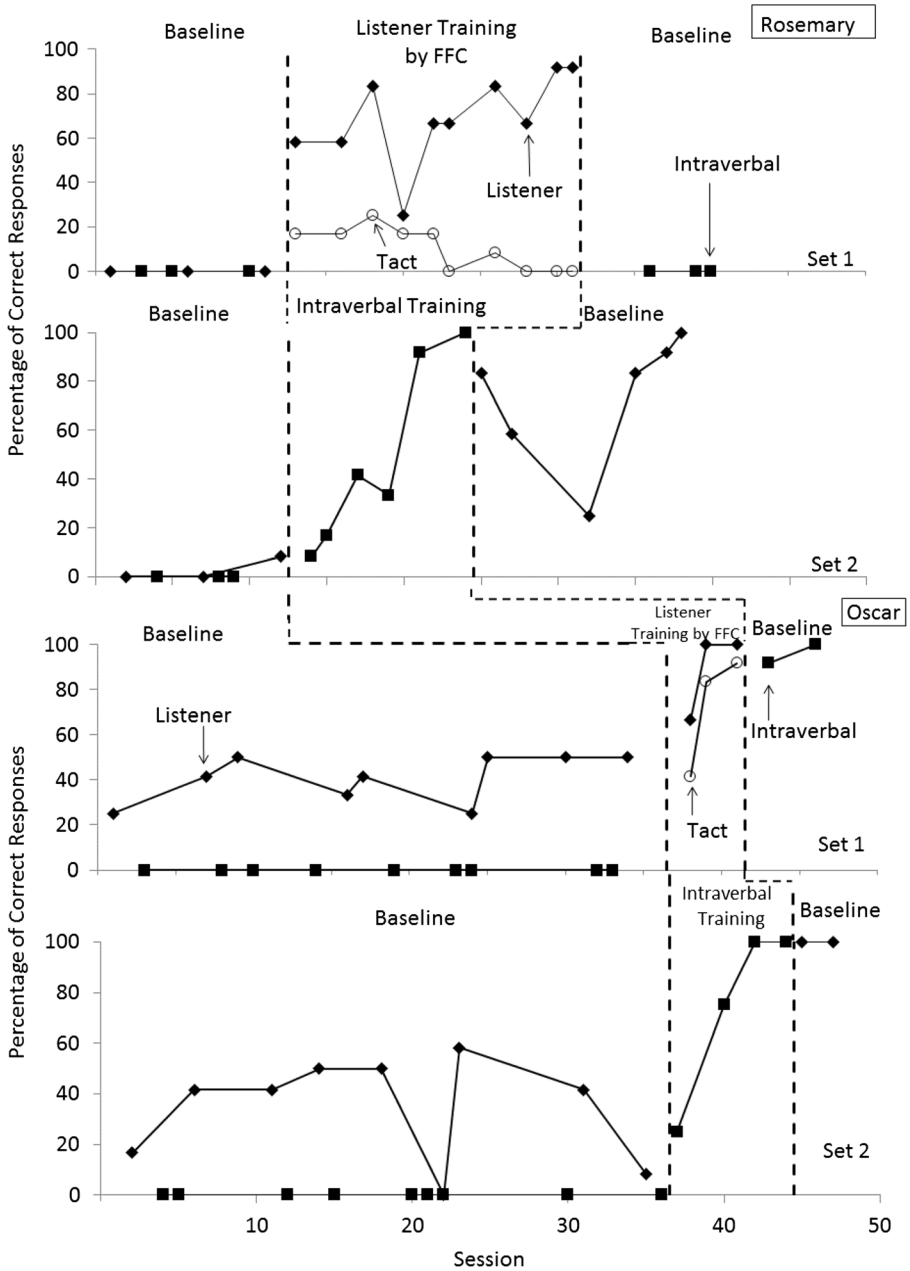 Baseline
Listener Training
by FFC
Baseline
Rosemary
100
80
60
40
20
0
Listener
Tact
Intraverbal
Set 1
Baseline
Intraverbal Training
Baseline
100
80
60
40
20
0
Set 2
Percentage of Correct Responses
Baseline
Listener
Training by FFC
Baseline
Oscar
100
80
60
40
20
0
Listener
Tact
Intraverbal
Set 1
Baseline
Intraverbal
Training
Baseline
100
80
60
40
20
0
Set 2
Percentage of Correct Responses
10
20
30
40
50
Session